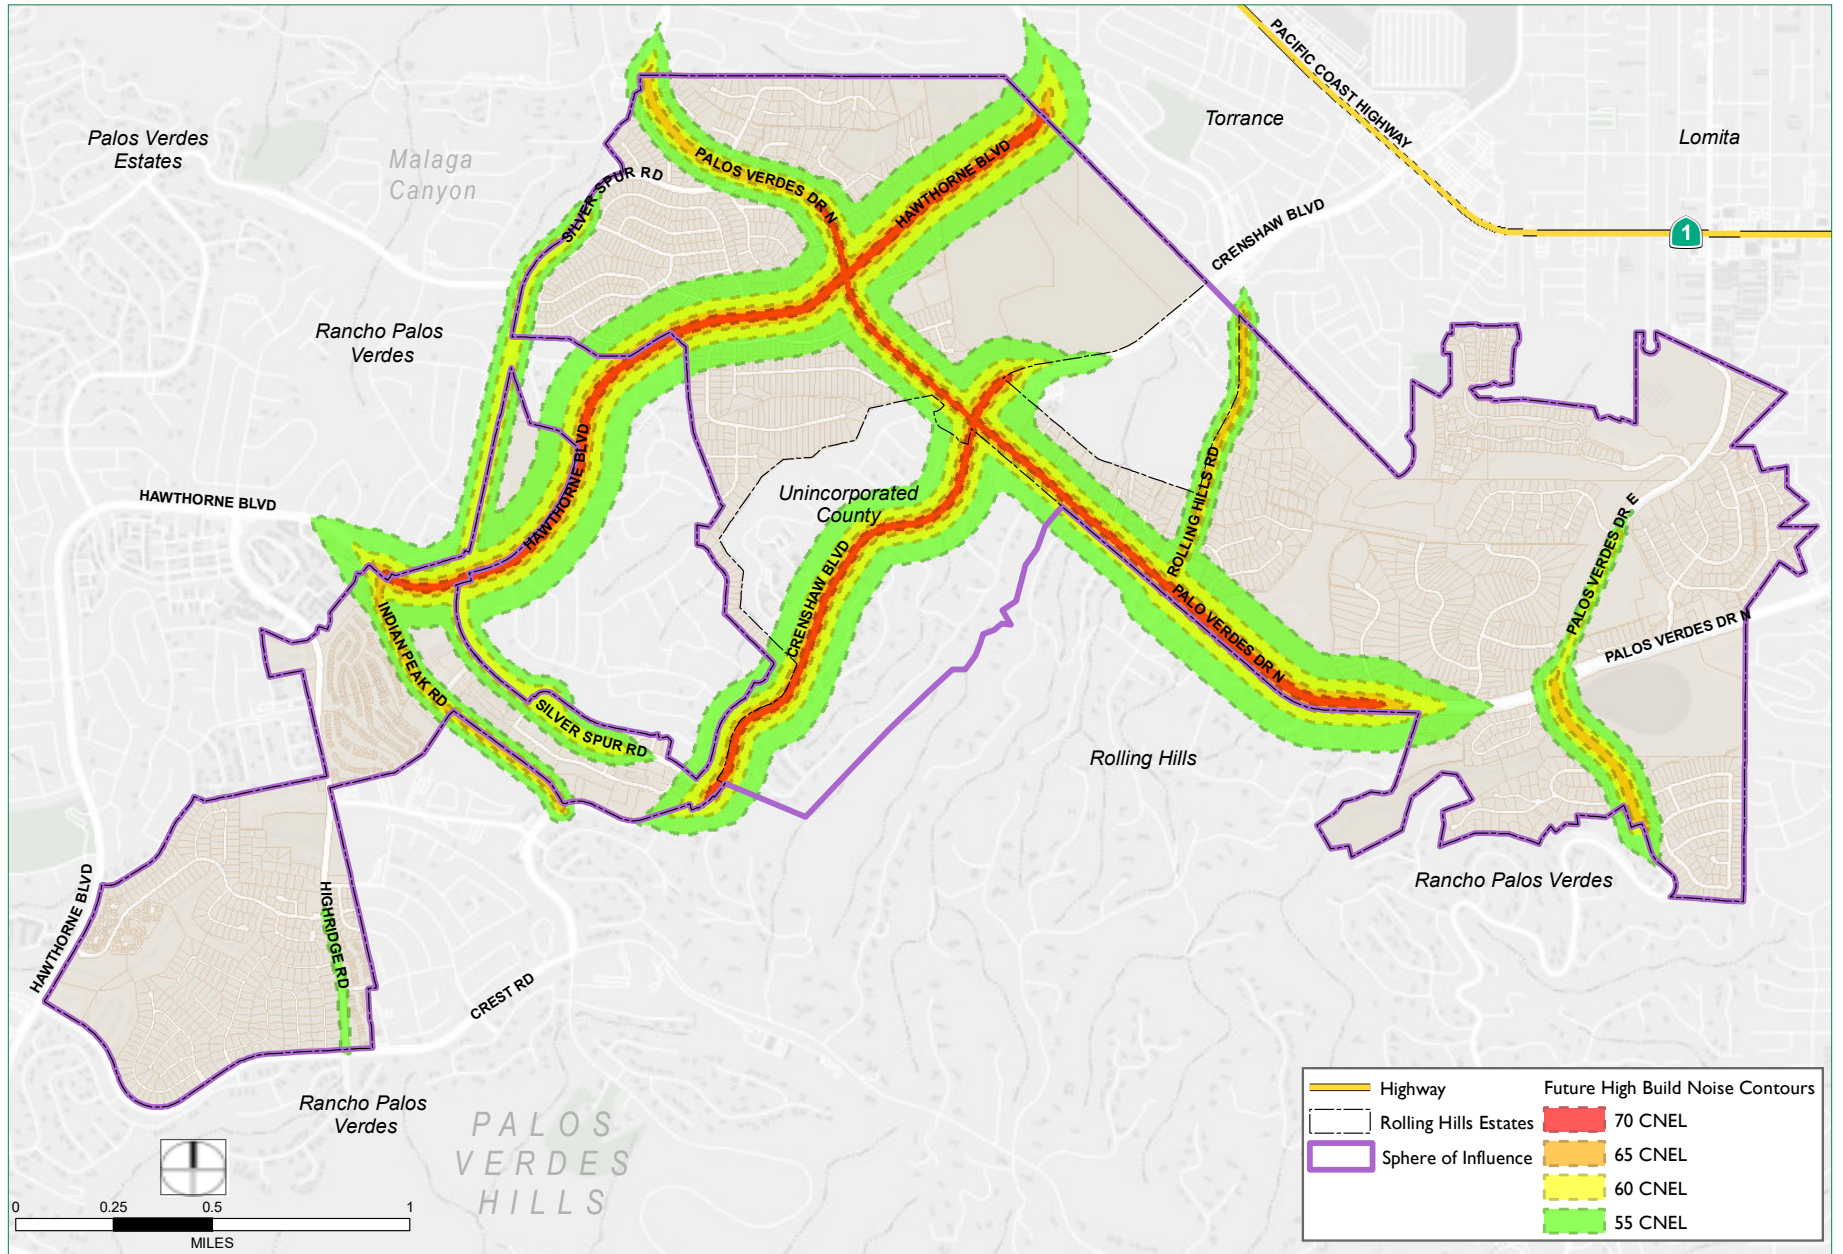 PACIFIC COAST HIGHWAY
Torrance
Lomita
Palos Verdes
Estates
Malaga
Canyon
SILVER SPUR RD
PALOS VERDES DR N
HAWTHORNE BLVD
SILVER SPUR RD
CRENSHAW BLVD
1
Rancho Palos
Verdes
HAWTHORNE BLVD
HAWTHORNE BLVD
Unincorporated
County
ROLLING HILLS RD
PALOS VERDES DR E
CRENSHAW BLVD
INDIAN PEAK RD
PALO VERDES DR N
PALOS VERDES DR N
SILVER SPUR RD
Rolling Hills
Rancho Palos Verdes
HAWTHORNE BLVD
HIGHRIDGE RD
CREST RD
Rancho Palos
Verdes
PALOS
VERDES
HILLS
0 0.25 0.5 1
MILES
Highway
Rolling Hills Estates
Sphere of Influence
Future High Build Noise Contours
70 CNEL
65 CNEL
60 CNEL
55 CNEL